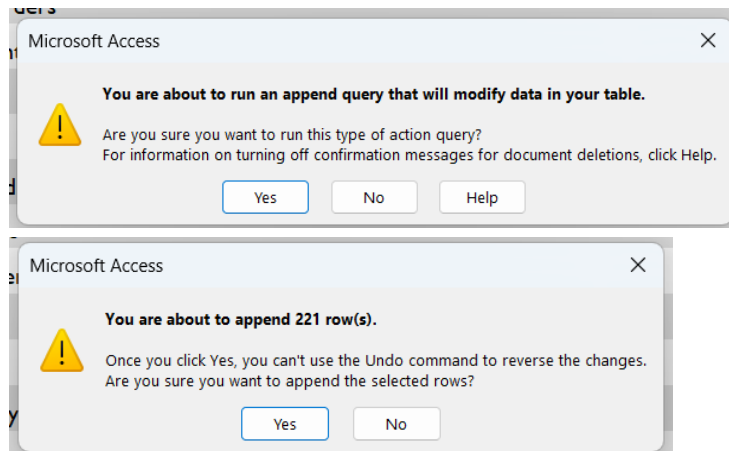 Microsoft Access
You are about to run an append query that will modify data in your table.
Are you sure you want to run this type of action query?
For information on turning off confirmation messages for document deletions, click Help.
Yes No Help
Microsoft Access
You are about to append 221 row(s).
Once you click Yes, you can't use the Undo command to reverse the changes.
Are you sure you want to append the selected rows?
Yes No